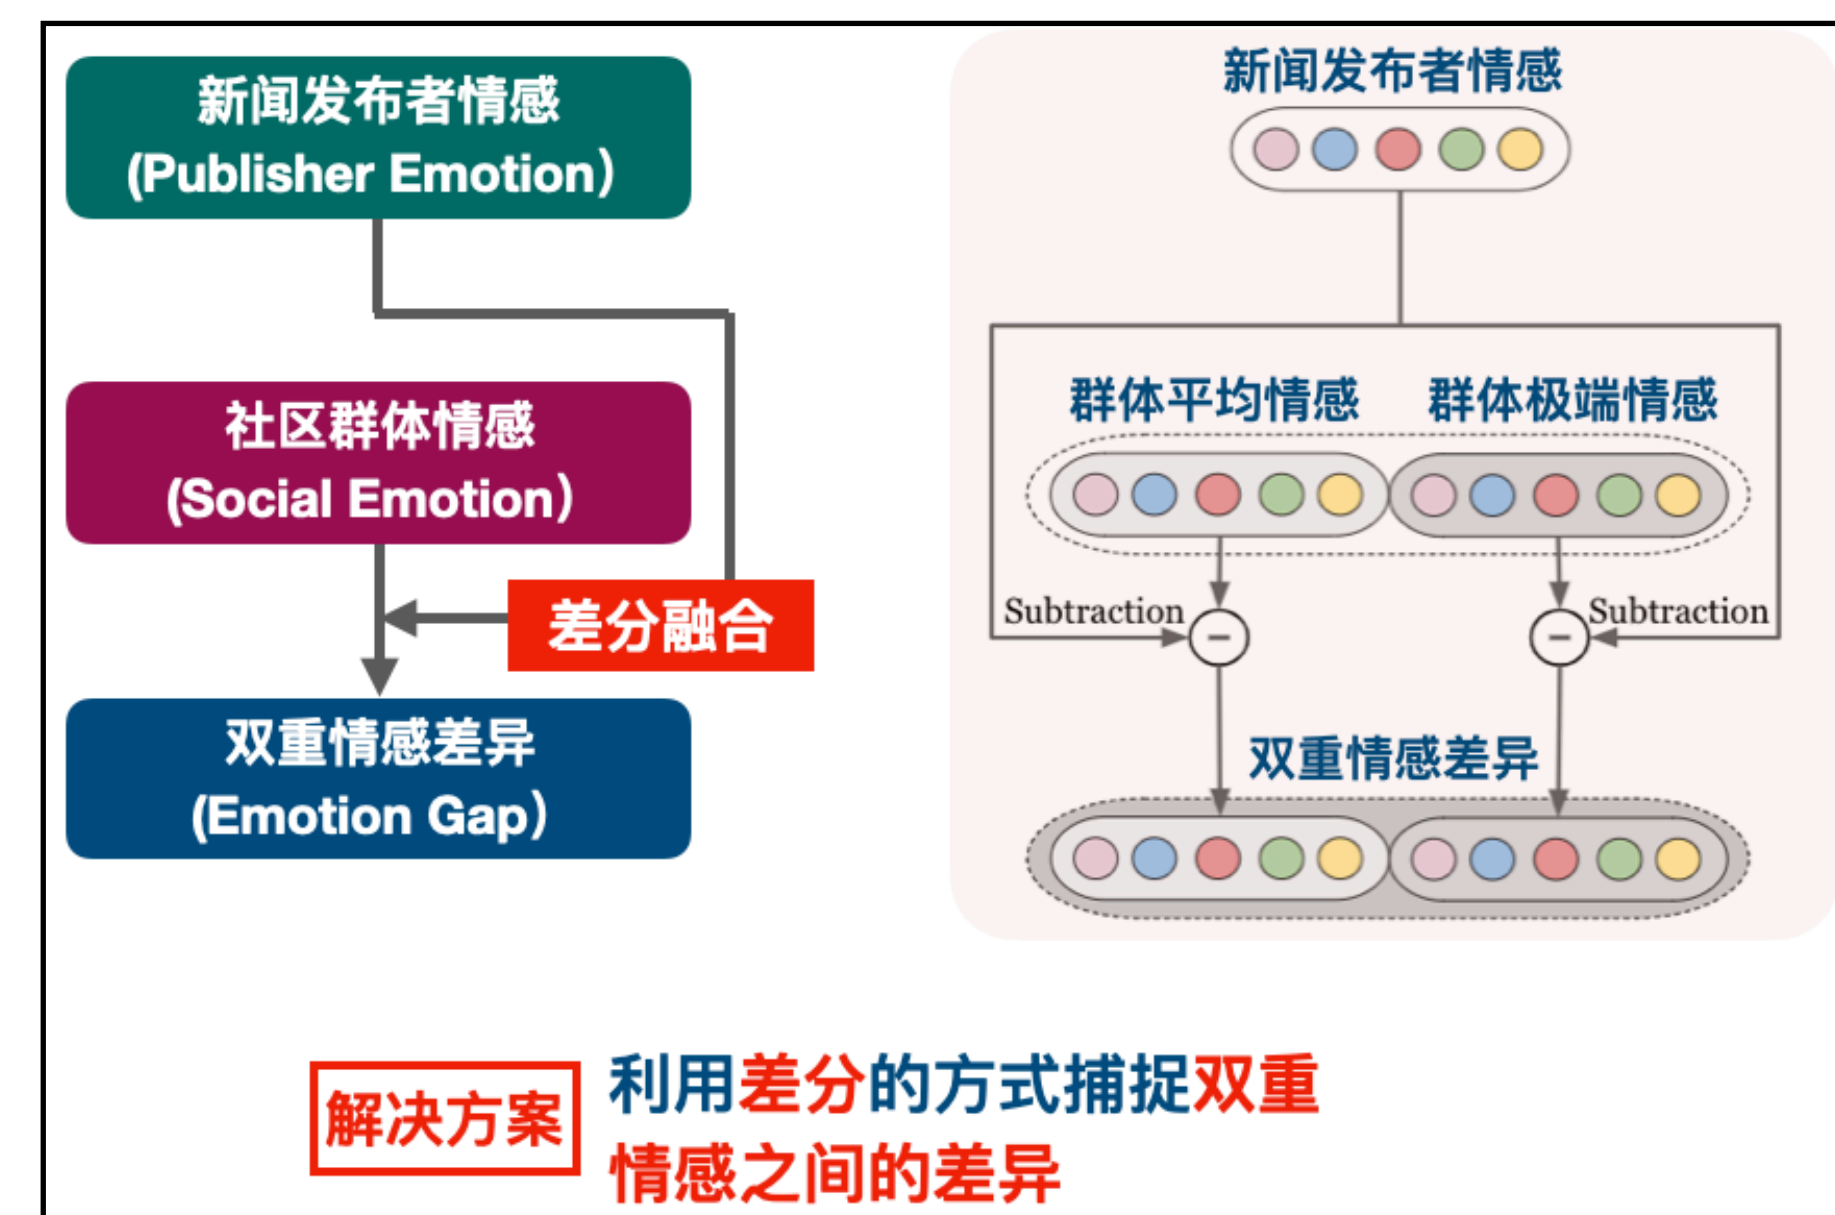 新闻发布者情感
(Publisher Emotion）
社区群体情感
(Social Emotion）
差分融合
双重情感差异
(Emotion Gap）
新闻发布者情感
群体平均情感 群体极端情感
Subtraction − − Subtraction
双重情感差异
解决方案
利用差分的方式捕捉双重
情感之间的差异